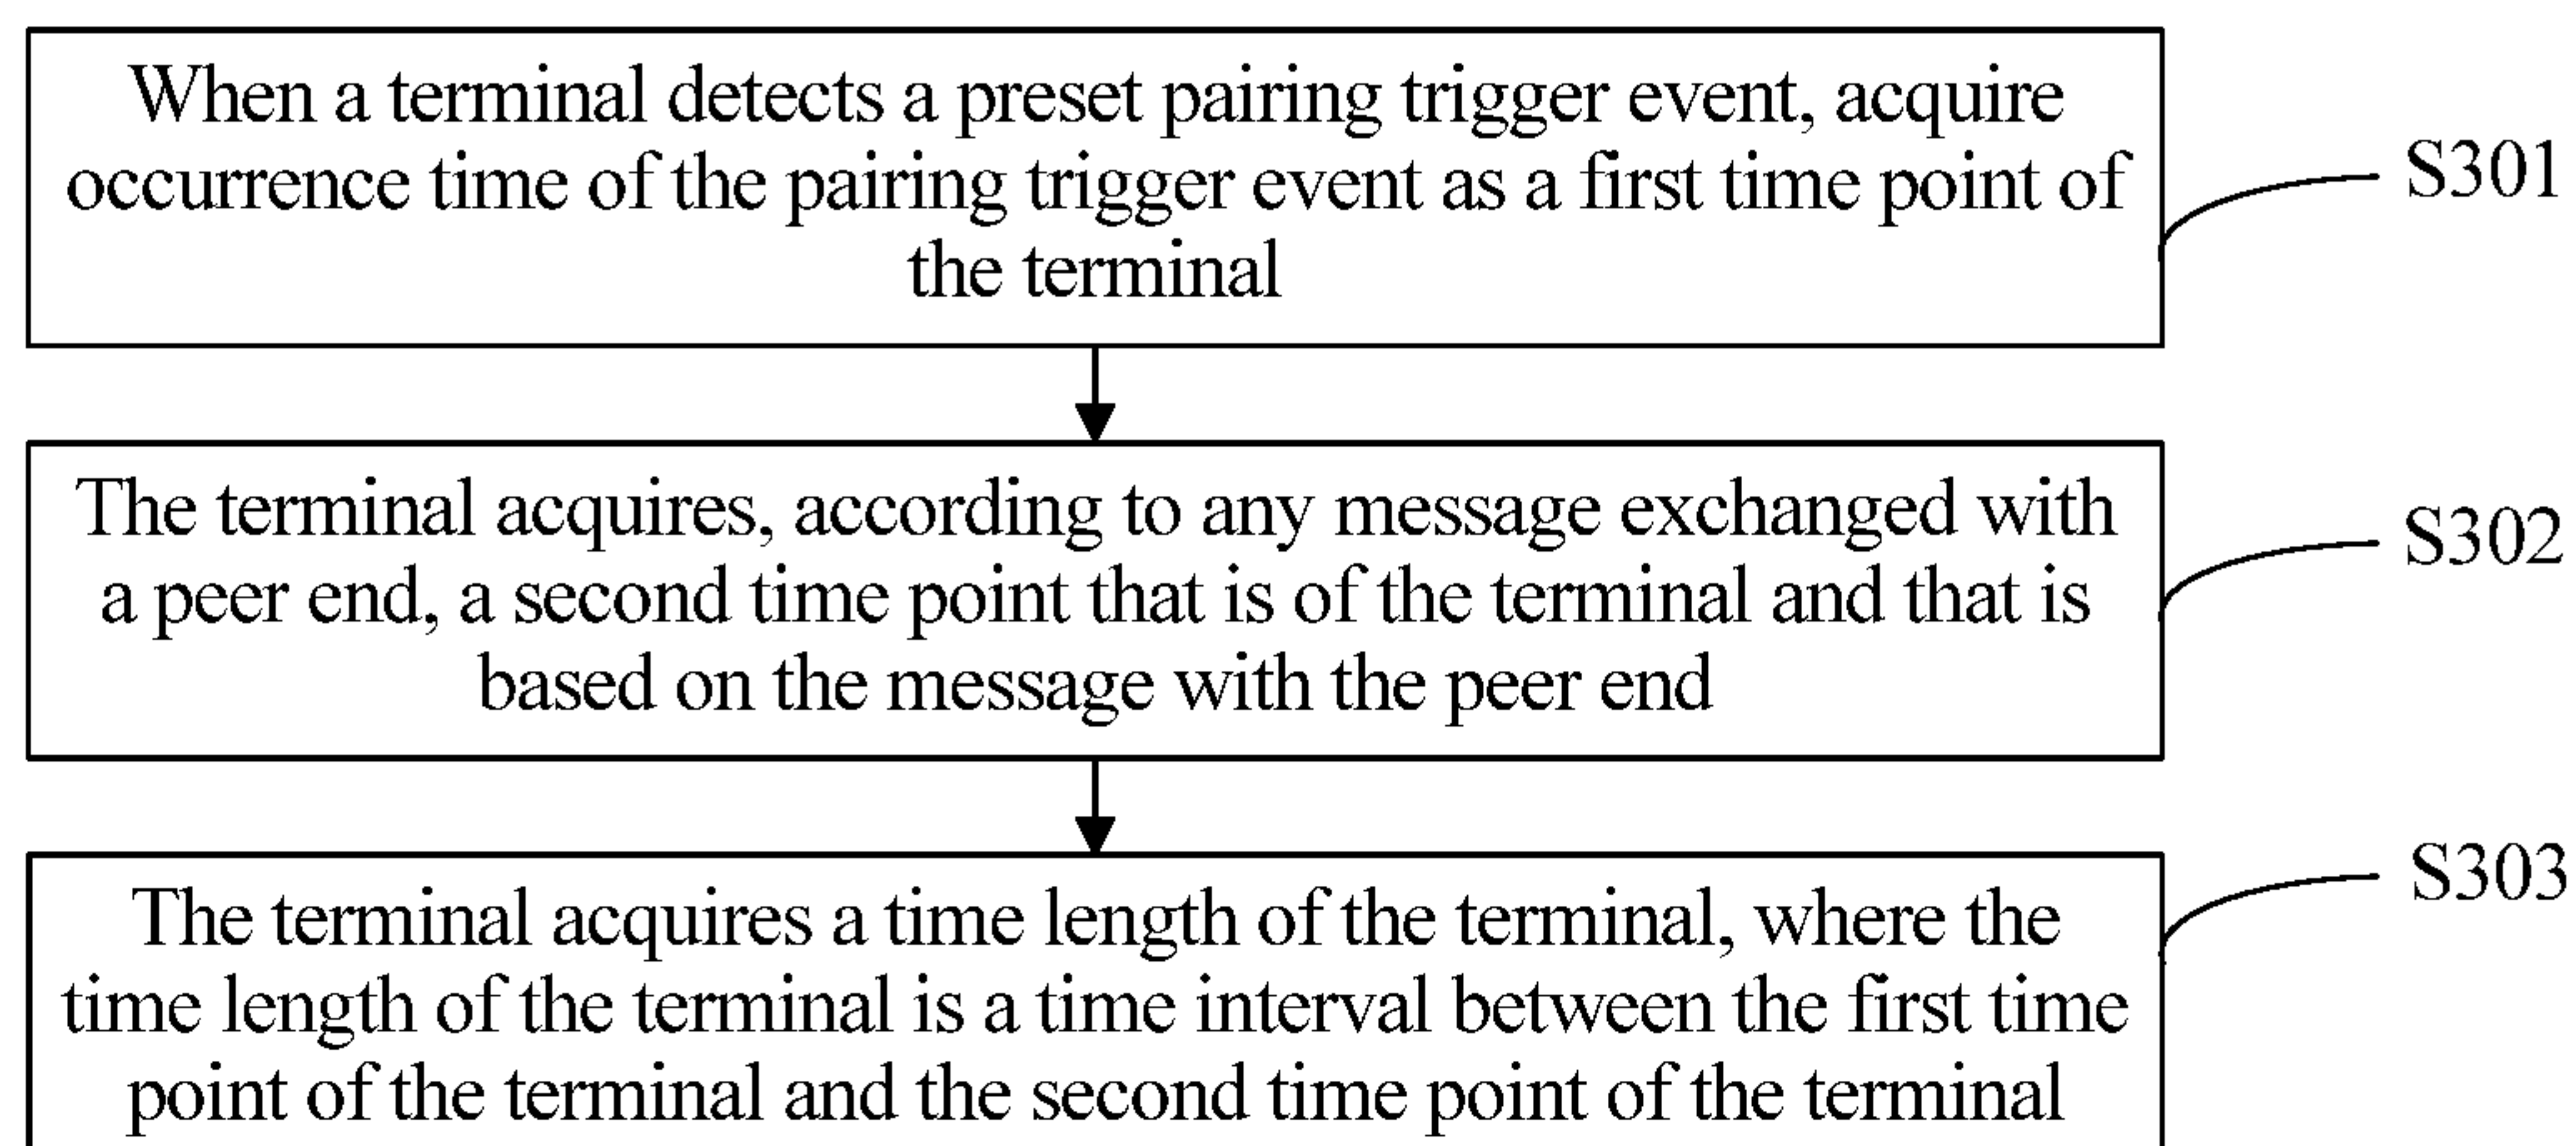 When a terminal detects a preset pairing trigger event, acquire
occurrence time of the pairing trigger event as a first time point of
the terminal
S301
The terminal acquires, according to any message exchanged with
a peer end, a second time point that is of the terminal and that is
based on the message with the peer end
S302
The terminal acquires a time length of the terminal, where the
time length of the terminal is a time interval between the first time
point of the terminal and the second time point of the terminal
S303